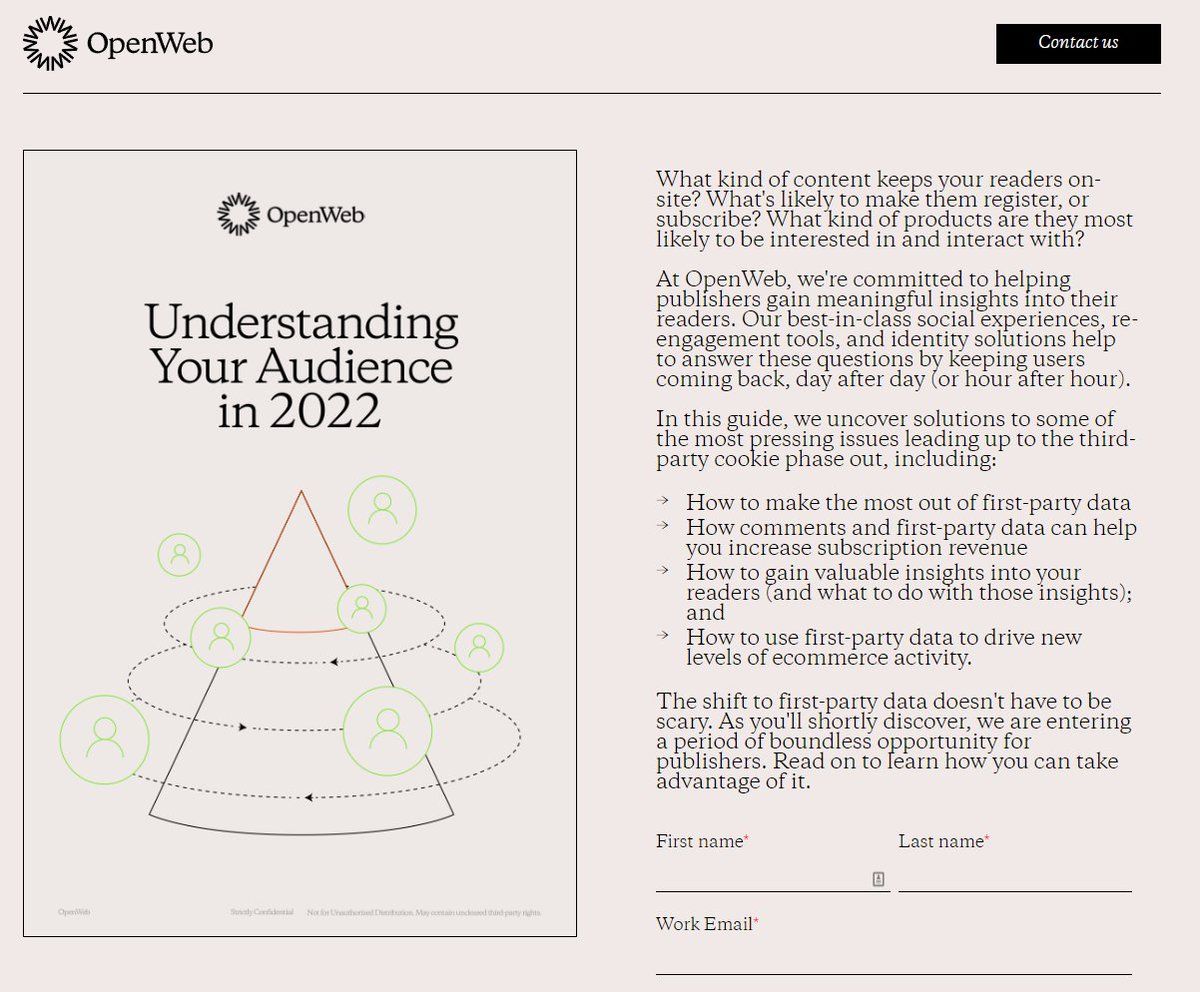 OpenWeb
Contact us
OpenWeb
Understanding
Your Audience
in 2022
OpenWeb
Strictly Confidential
Not for Unauthorized Distribution. May contain uncleared third-party rights.
What kind of content keeps your readers on-
site? What's likely to make them register, or
subscribe? What kind of products are they most
likely to be interested in and interact with?
At OpenWeb, we're committed to helping
publishers gain meaningful insights into their
readers. Our best-in-class social experiences, re-
engagement tools, and identity solutions help
to answer these questions by keeping users
coming back, day after day (or hour after hour).
In this guide, we uncover solutions to some of
the most pressing issues leading up to the third-
party cookie phase out, including:
→ How to make the most out of first-party data
→ How comments and first-party data can help
you increase subscription revenue
→ How to gain valuable insights into your
readers (and what to do with those insights);
and
→ How to use first-party data to drive new
levels of ecommerce activity.
The shift to first-party data doesn't have to be
scary. As you'll shortly discover, we are entering
a period of boundless opportunity for
publishers. Read on to learn how you can take
advantage of it.
First name*
Last name*
Work Email*